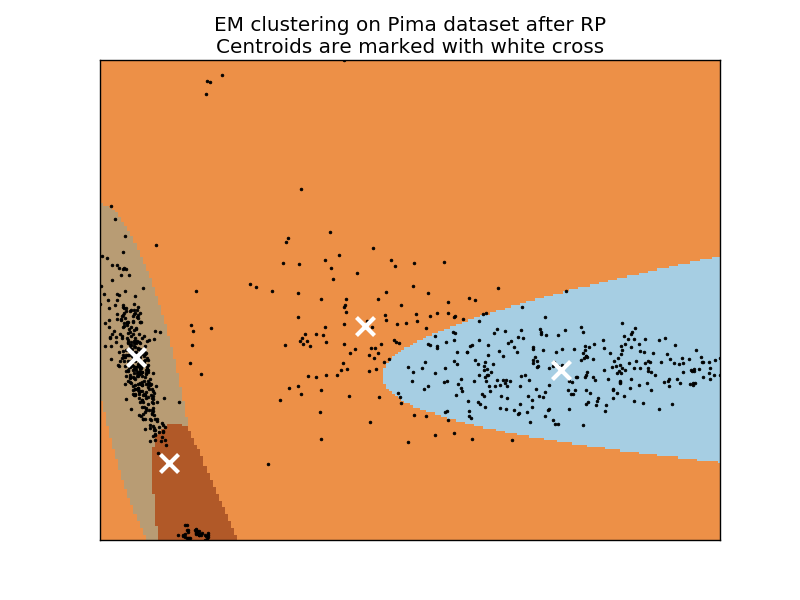 EM clustering on Pima dataset after RP
Centroids are marked with white cross